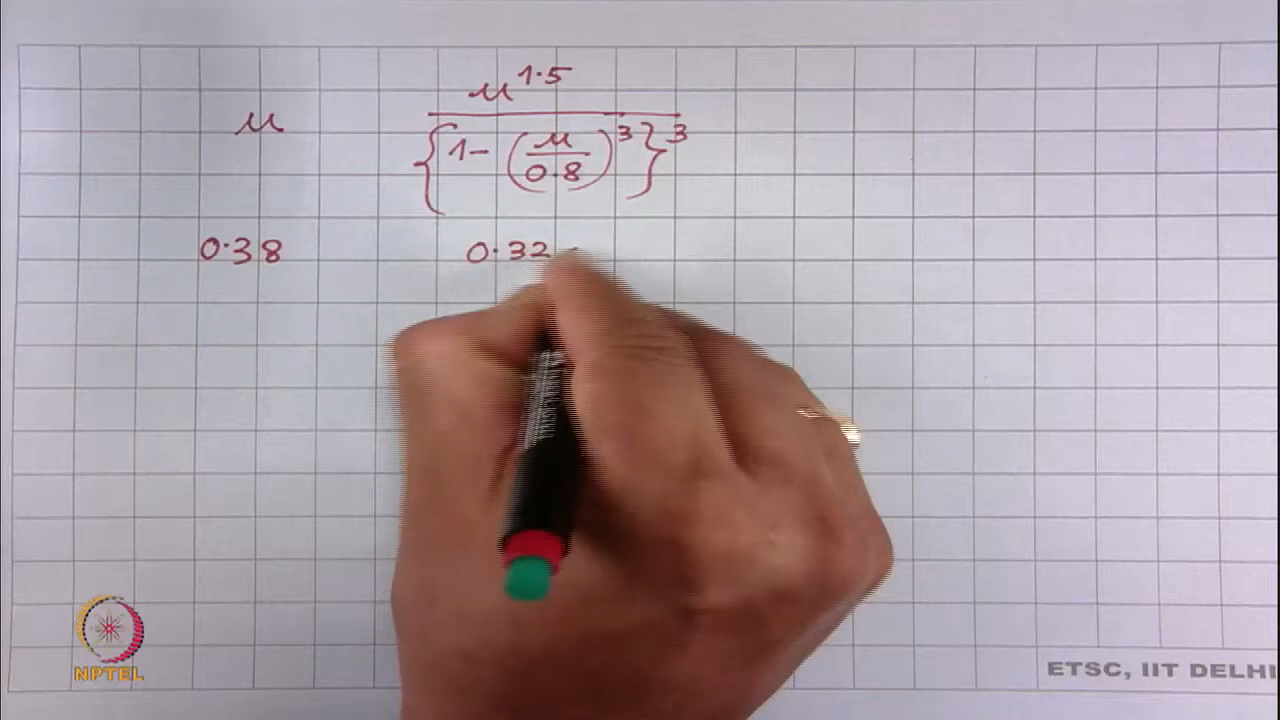 μ
μ^1.5
{1 - (μ/0.8)^3}^3
0.38 0.32
NPTEL
ETSC, IIT DELHI